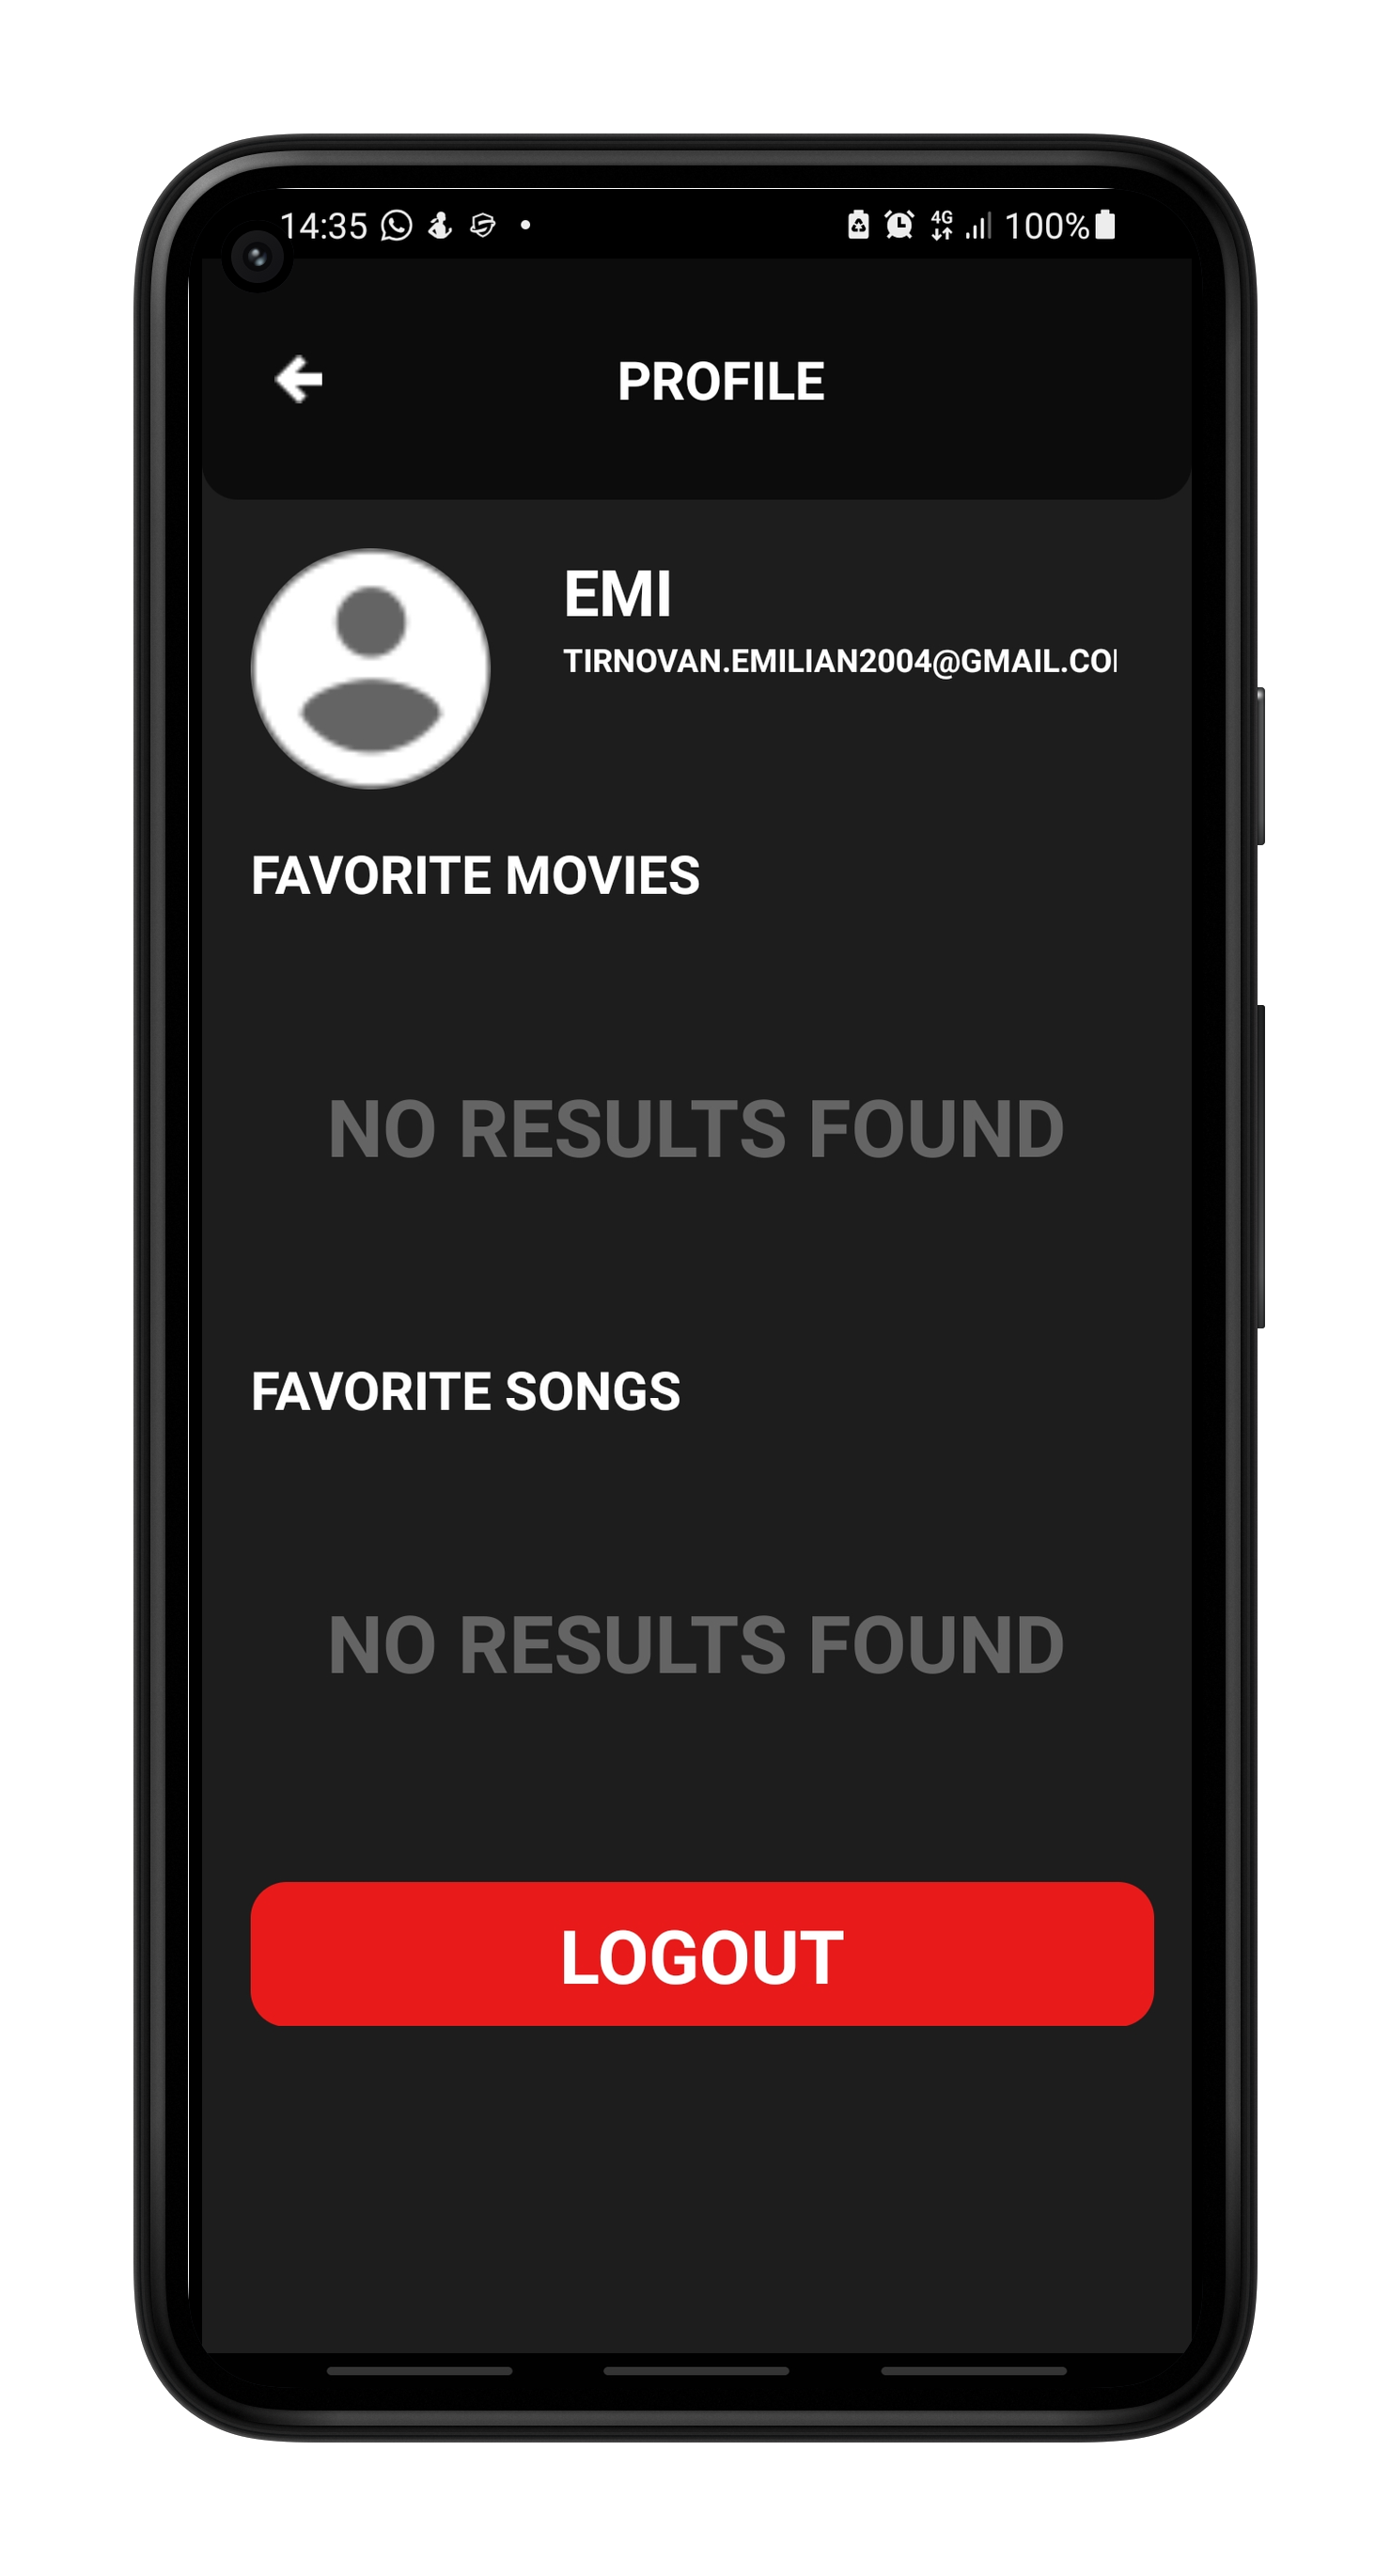 14:35 4G 100%
PROFILE
EMI
TIRNOVAN.EMILIAN2004@GMAIL.CO
FAVORITE MOVIES
NO RESULTS FOUND
FAVORITE SONGS
NO RESULTS FOUND
LOGOUT